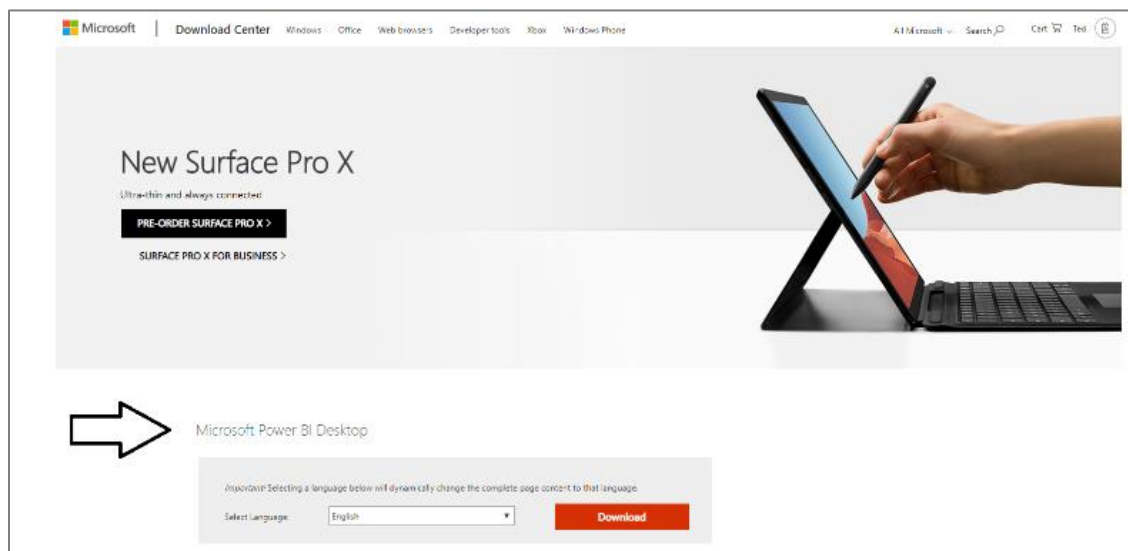 Microsoft | Download Center Windows Office Web browsers Developer tools Xbox Windows Phone All Microsoft Search Cart Ted
New Surface Pro X
Ultra-thin and always connected
PRE-ORDER SURFACE PRO X >
SURFACE PRO X FOR BUSINESS >
Microsoft Power BI Desktop
Important! Selecting a language below will dynamically change the complete page content to that language.
Select Language: English Download